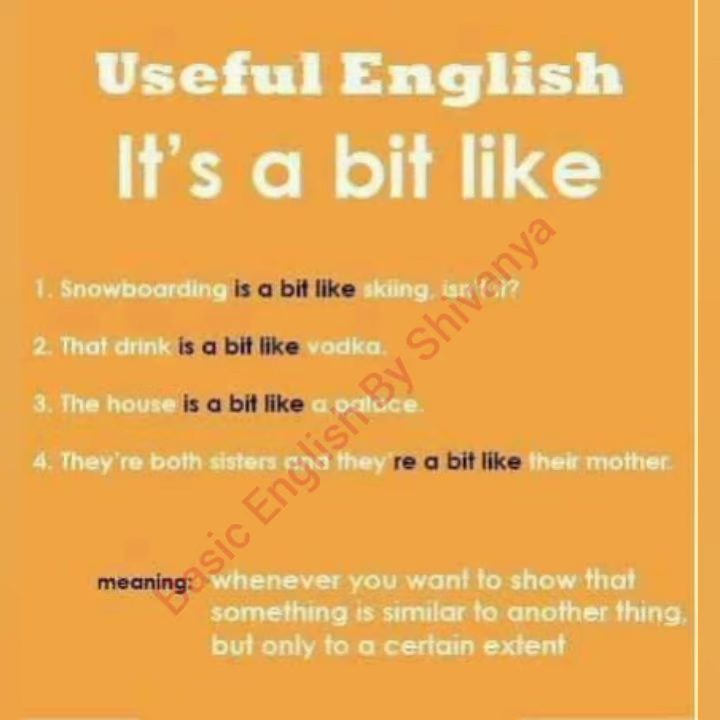 Useful English
It's a bit like
1. Snowboarding is a bit like skiing, isn't it?
2. That drink is a bit like vodka.
3. The house is a bit like a palace.
4. They're both sisters and they're a bit like their mother.
meaning: whenever you want to show that
something is similar to another thing,
but only to a certain extent
Basic English By Shivanya